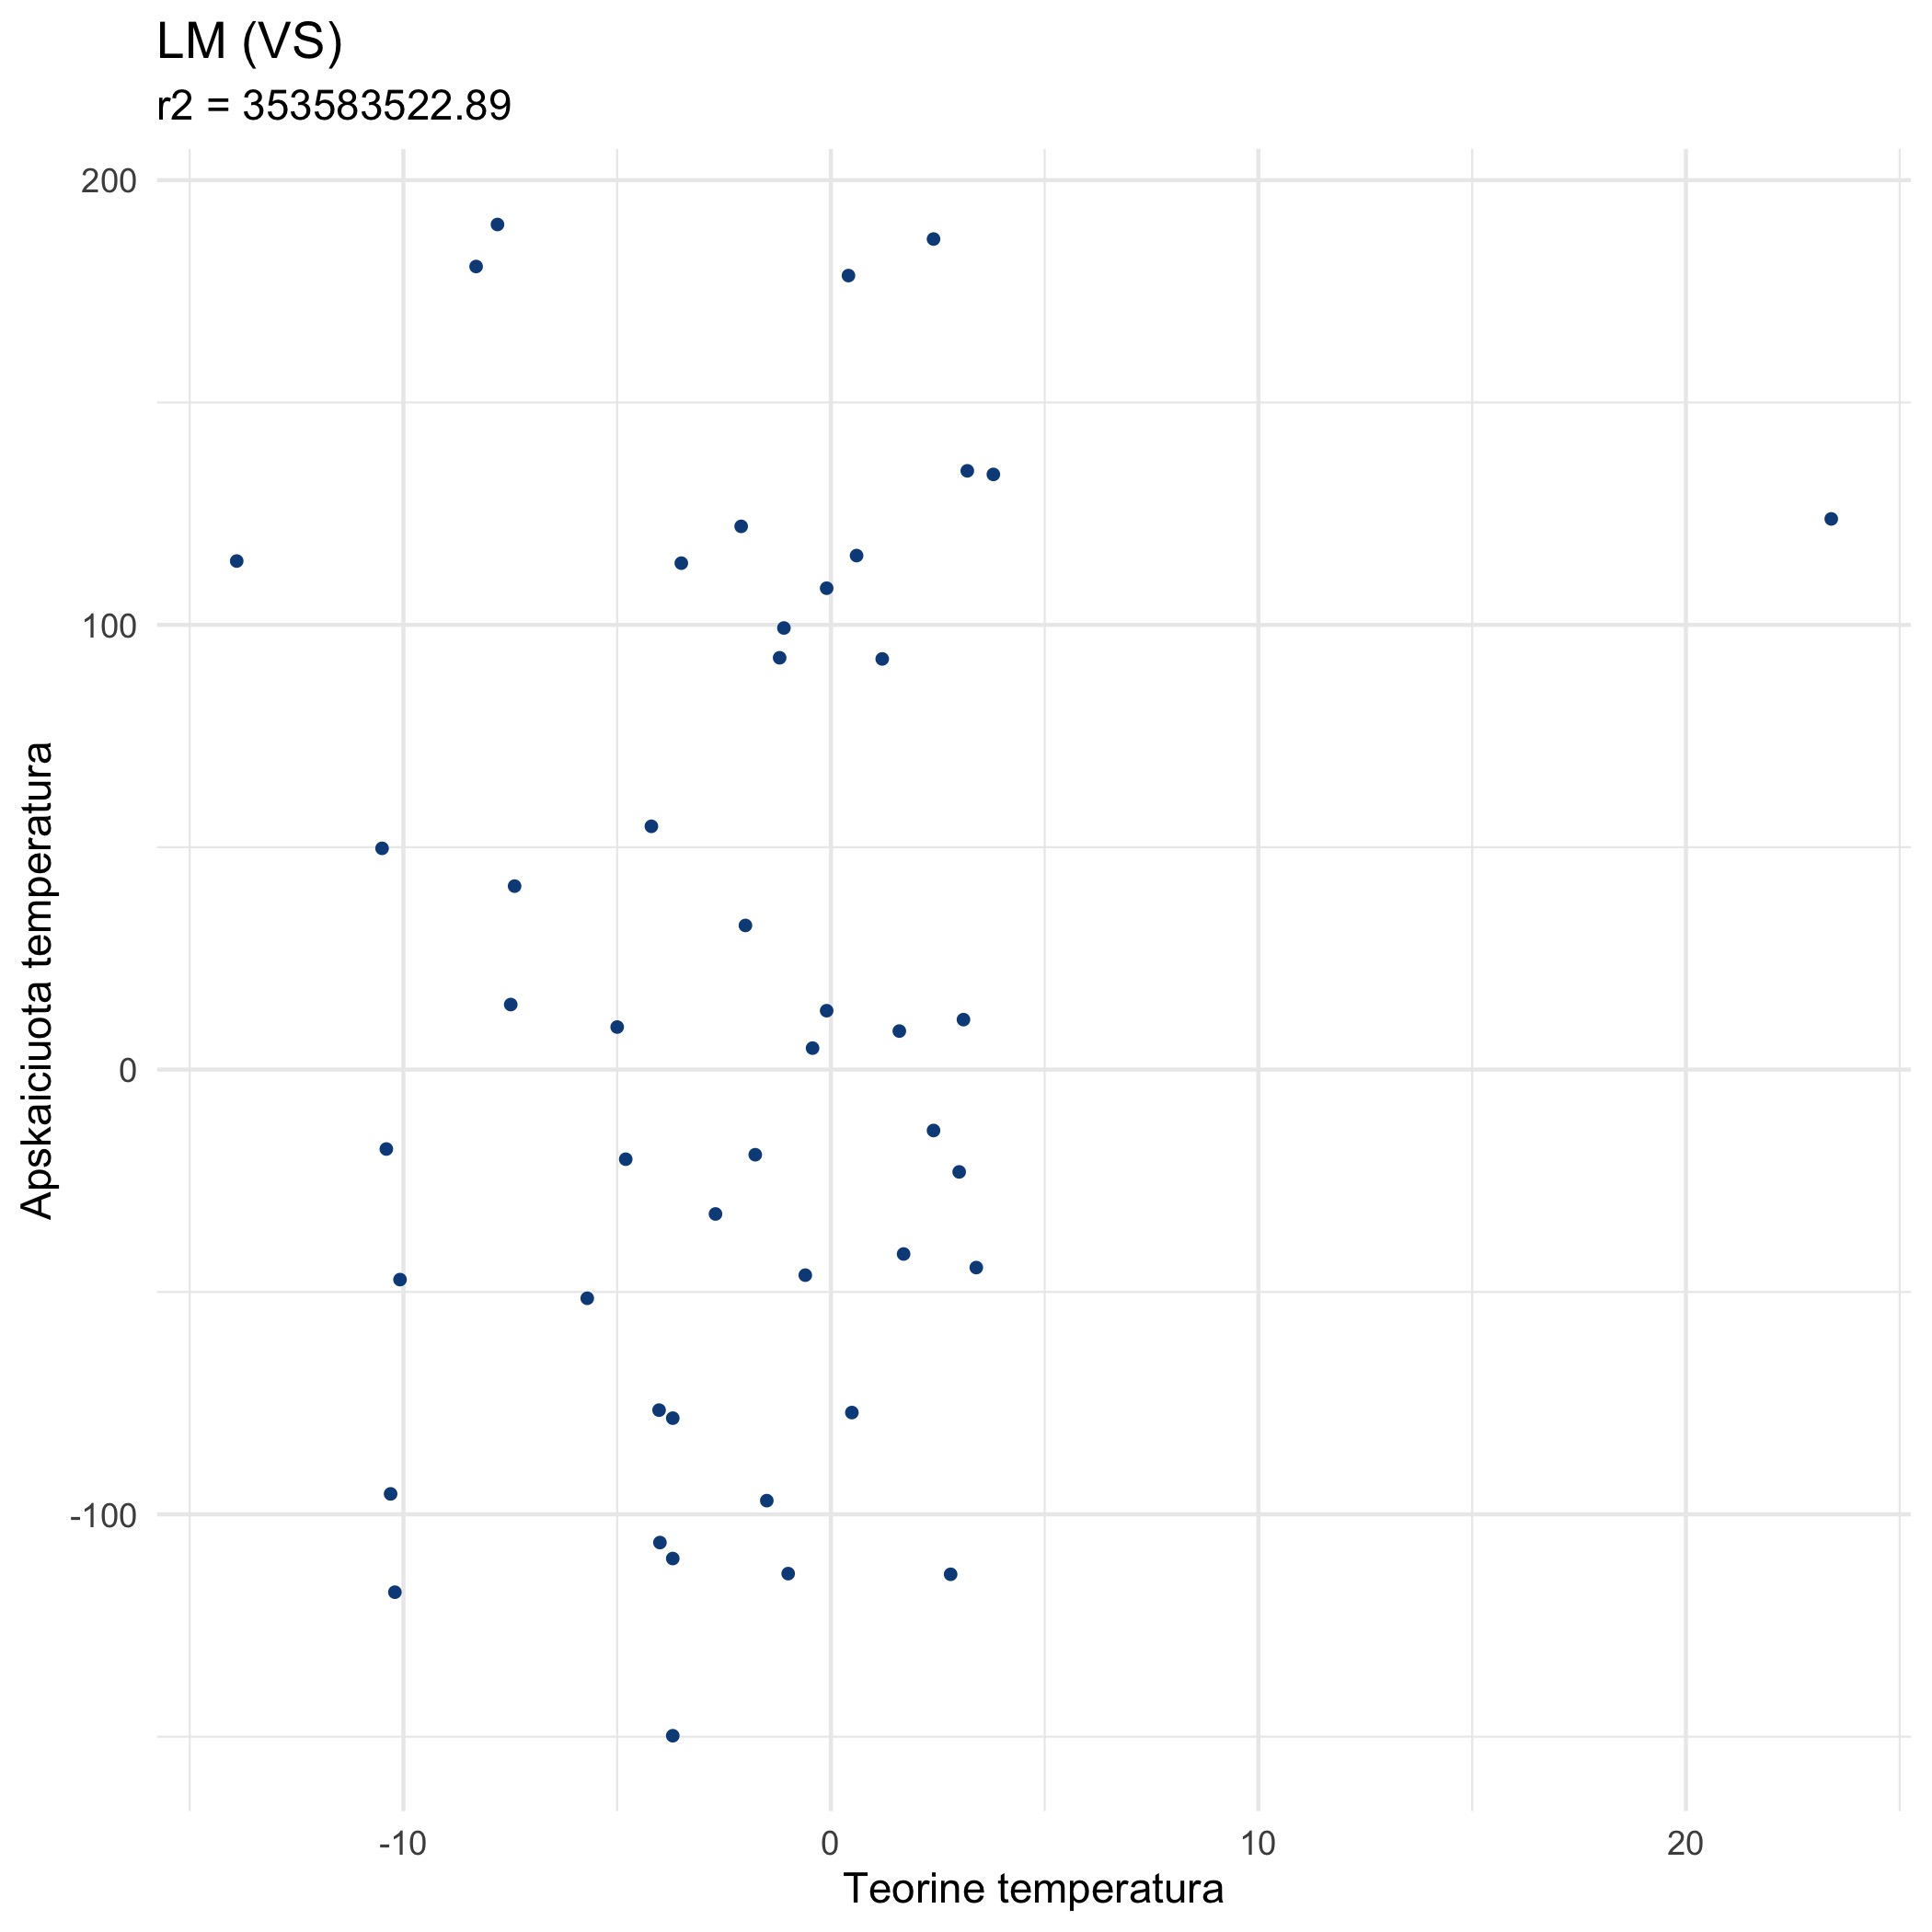 LM (VS)
r2 = 353583522.89
200
100
0
-100
Apskaiciuota temperatura
-10
0
10
20
Teorine temperatura